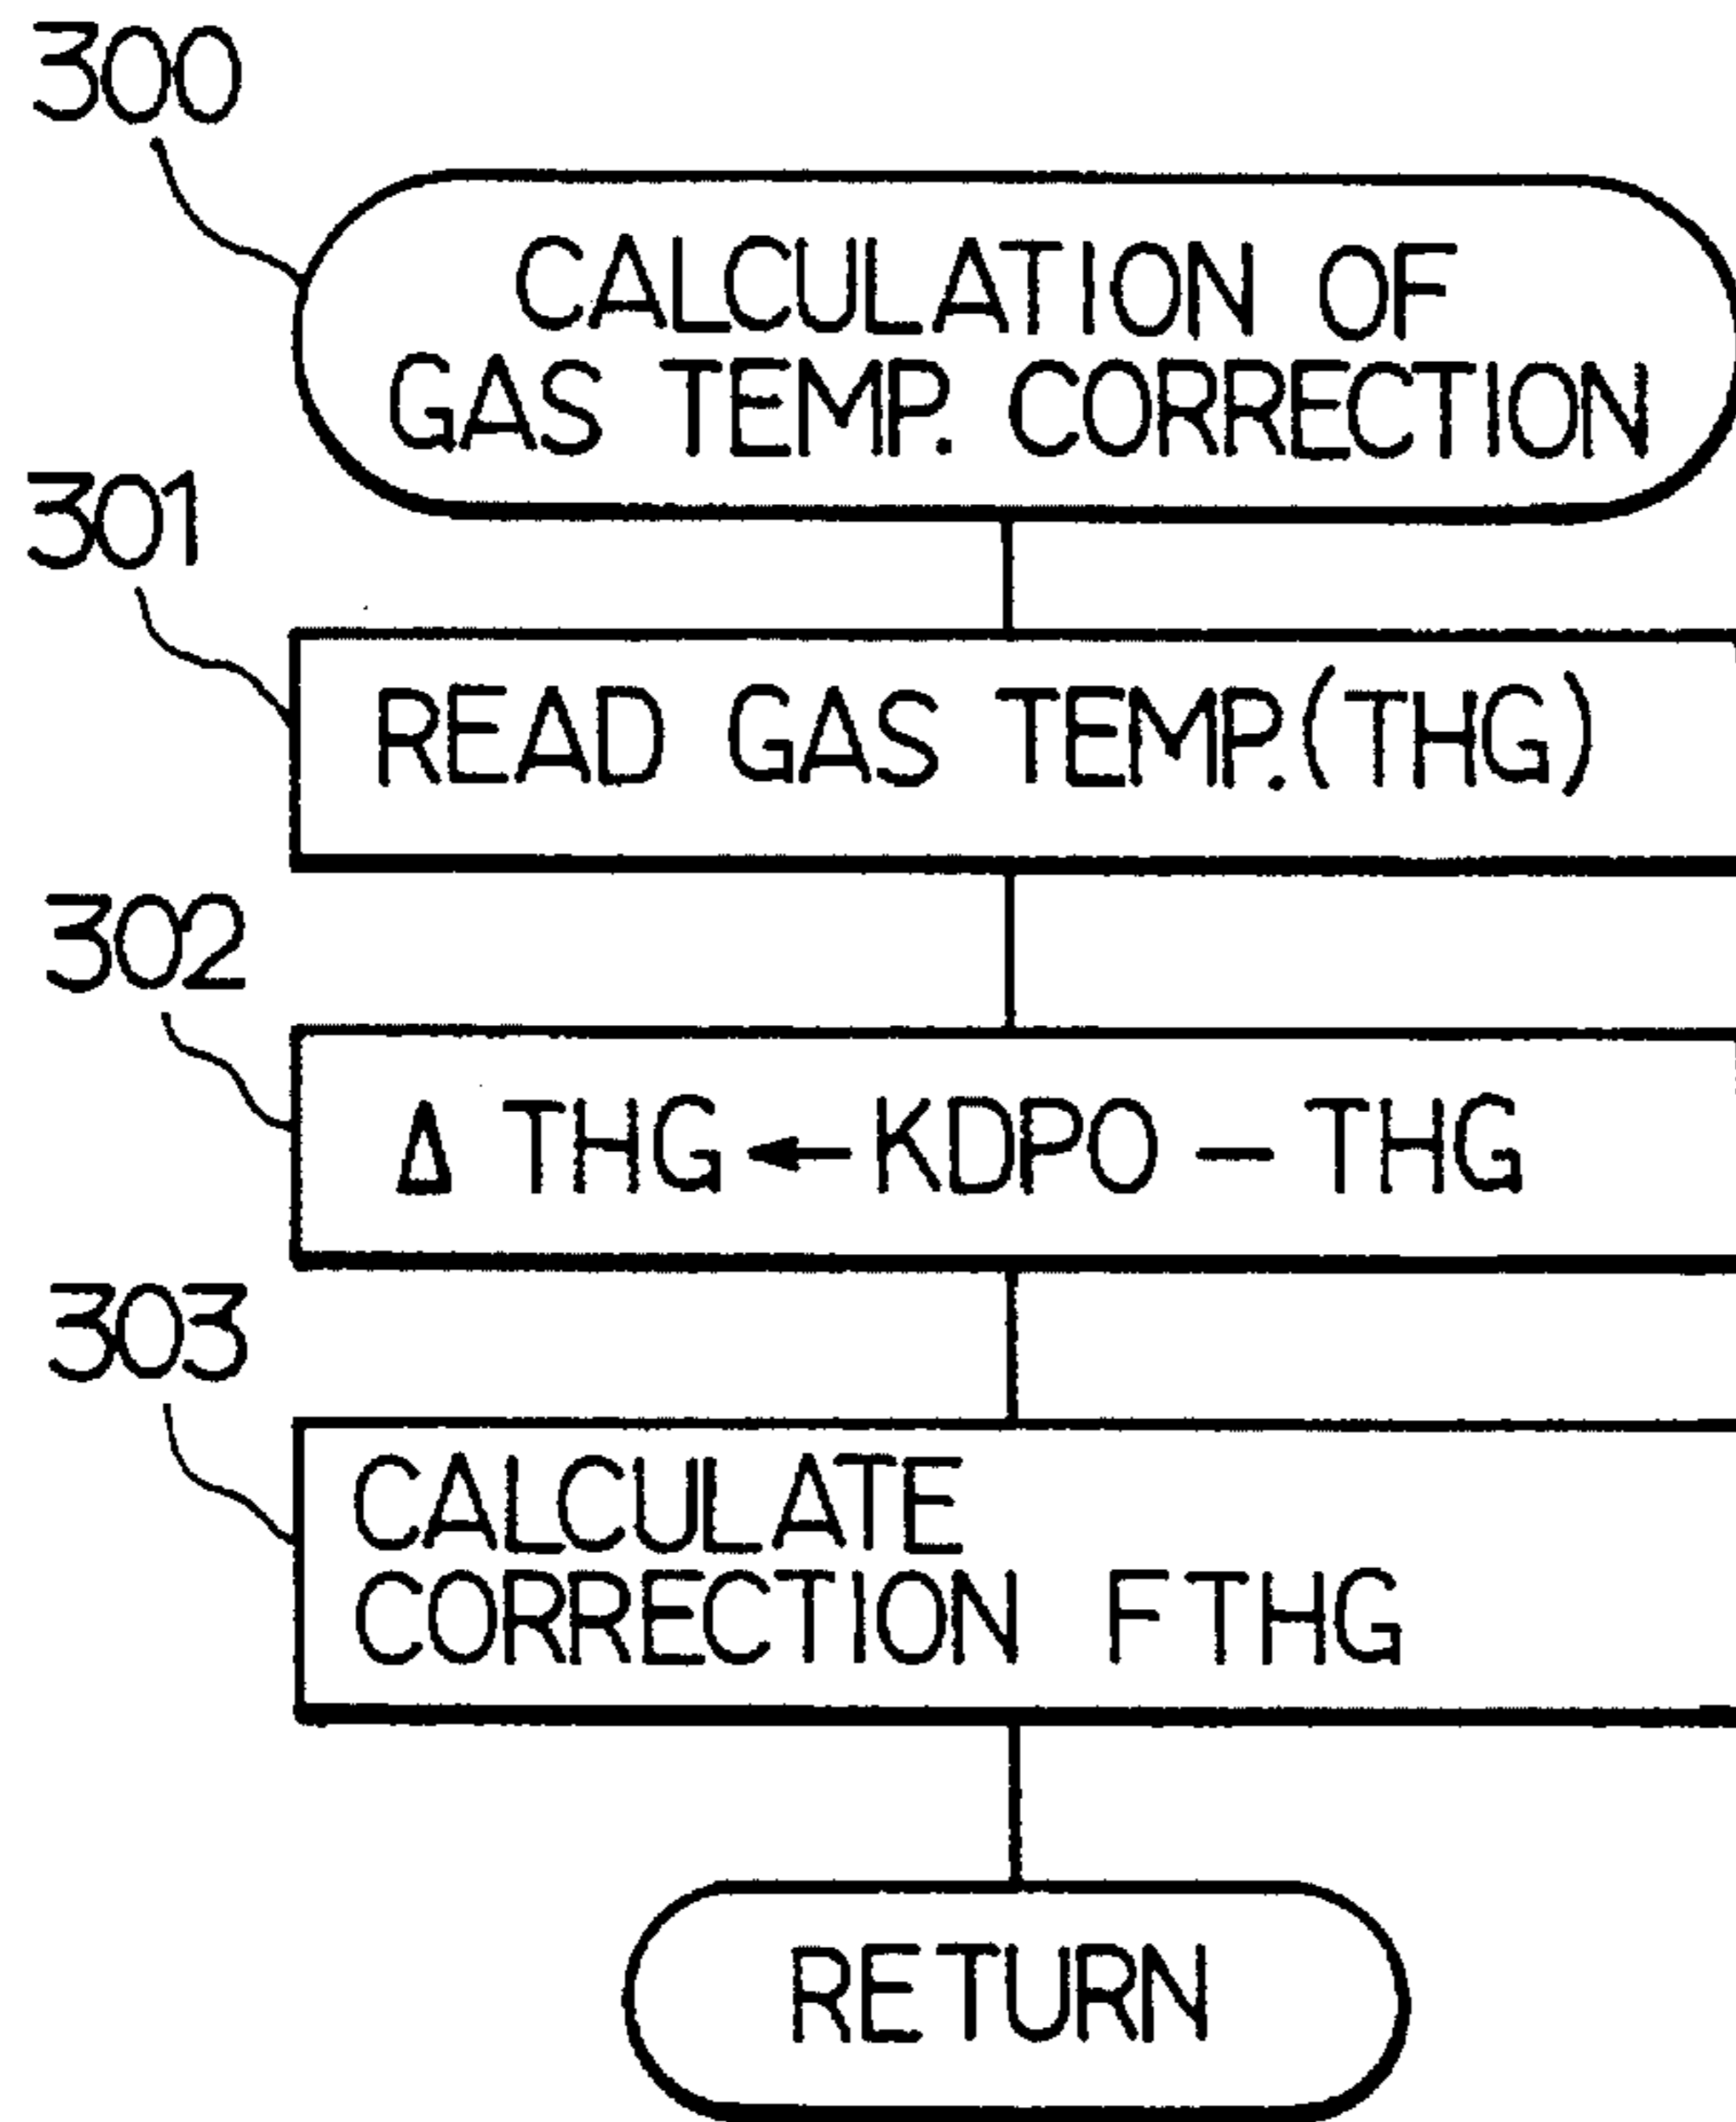 300
CALCULATION OF
GAS TEMP. CORRECTION
301
READ GAS TEMP.(THG)
302
Δ THG ← KDPO − THG
303
CALCULATE
CORRECTION FTHG
RETURN